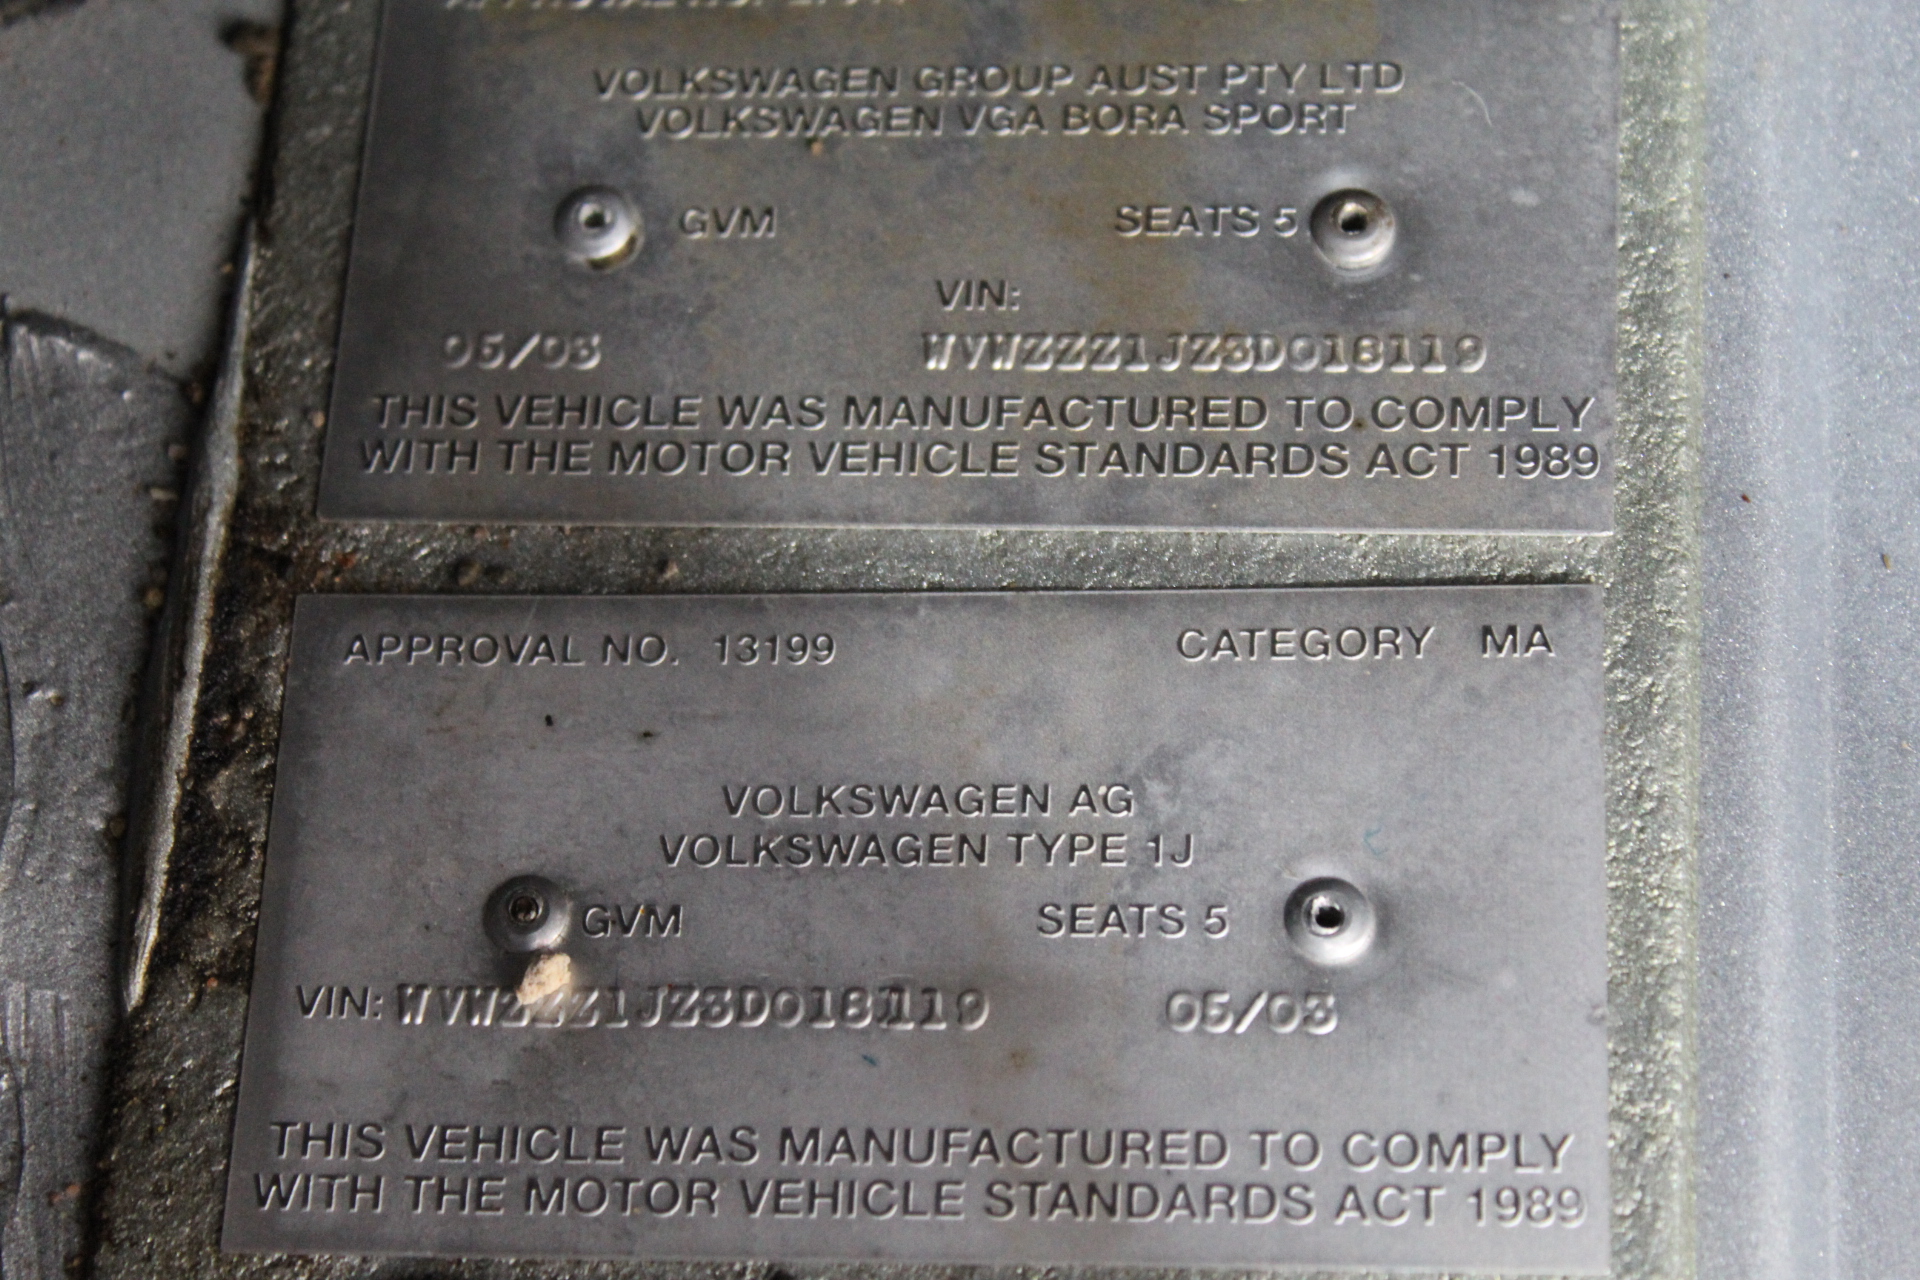 VOLKSWAGEN GROUP AUST PTY LTD
VOLKSWAGEN VGA BORA SPORT
GVM SEATS 5
VIN:
05/03 WVWZZZ1JZ3D018119
THIS VEHICLE WAS MANUFACTURED TO COMPLY
WITH THE MOTOR VEHICLE STANDARDS ACT 1989
APPROVAL NO. 13199 CATEGORY MA
VOLKSWAGEN AG
VOLKSWAGEN TYPE 1J
GVM SEATS 5
VIN: WVWZZZ1JZ3D018119 05/03
THIS VEHICLE WAS MANUFACTURED TO COMPLY
WITH THE MOTOR VEHICLE STANDARDS ACT 1989